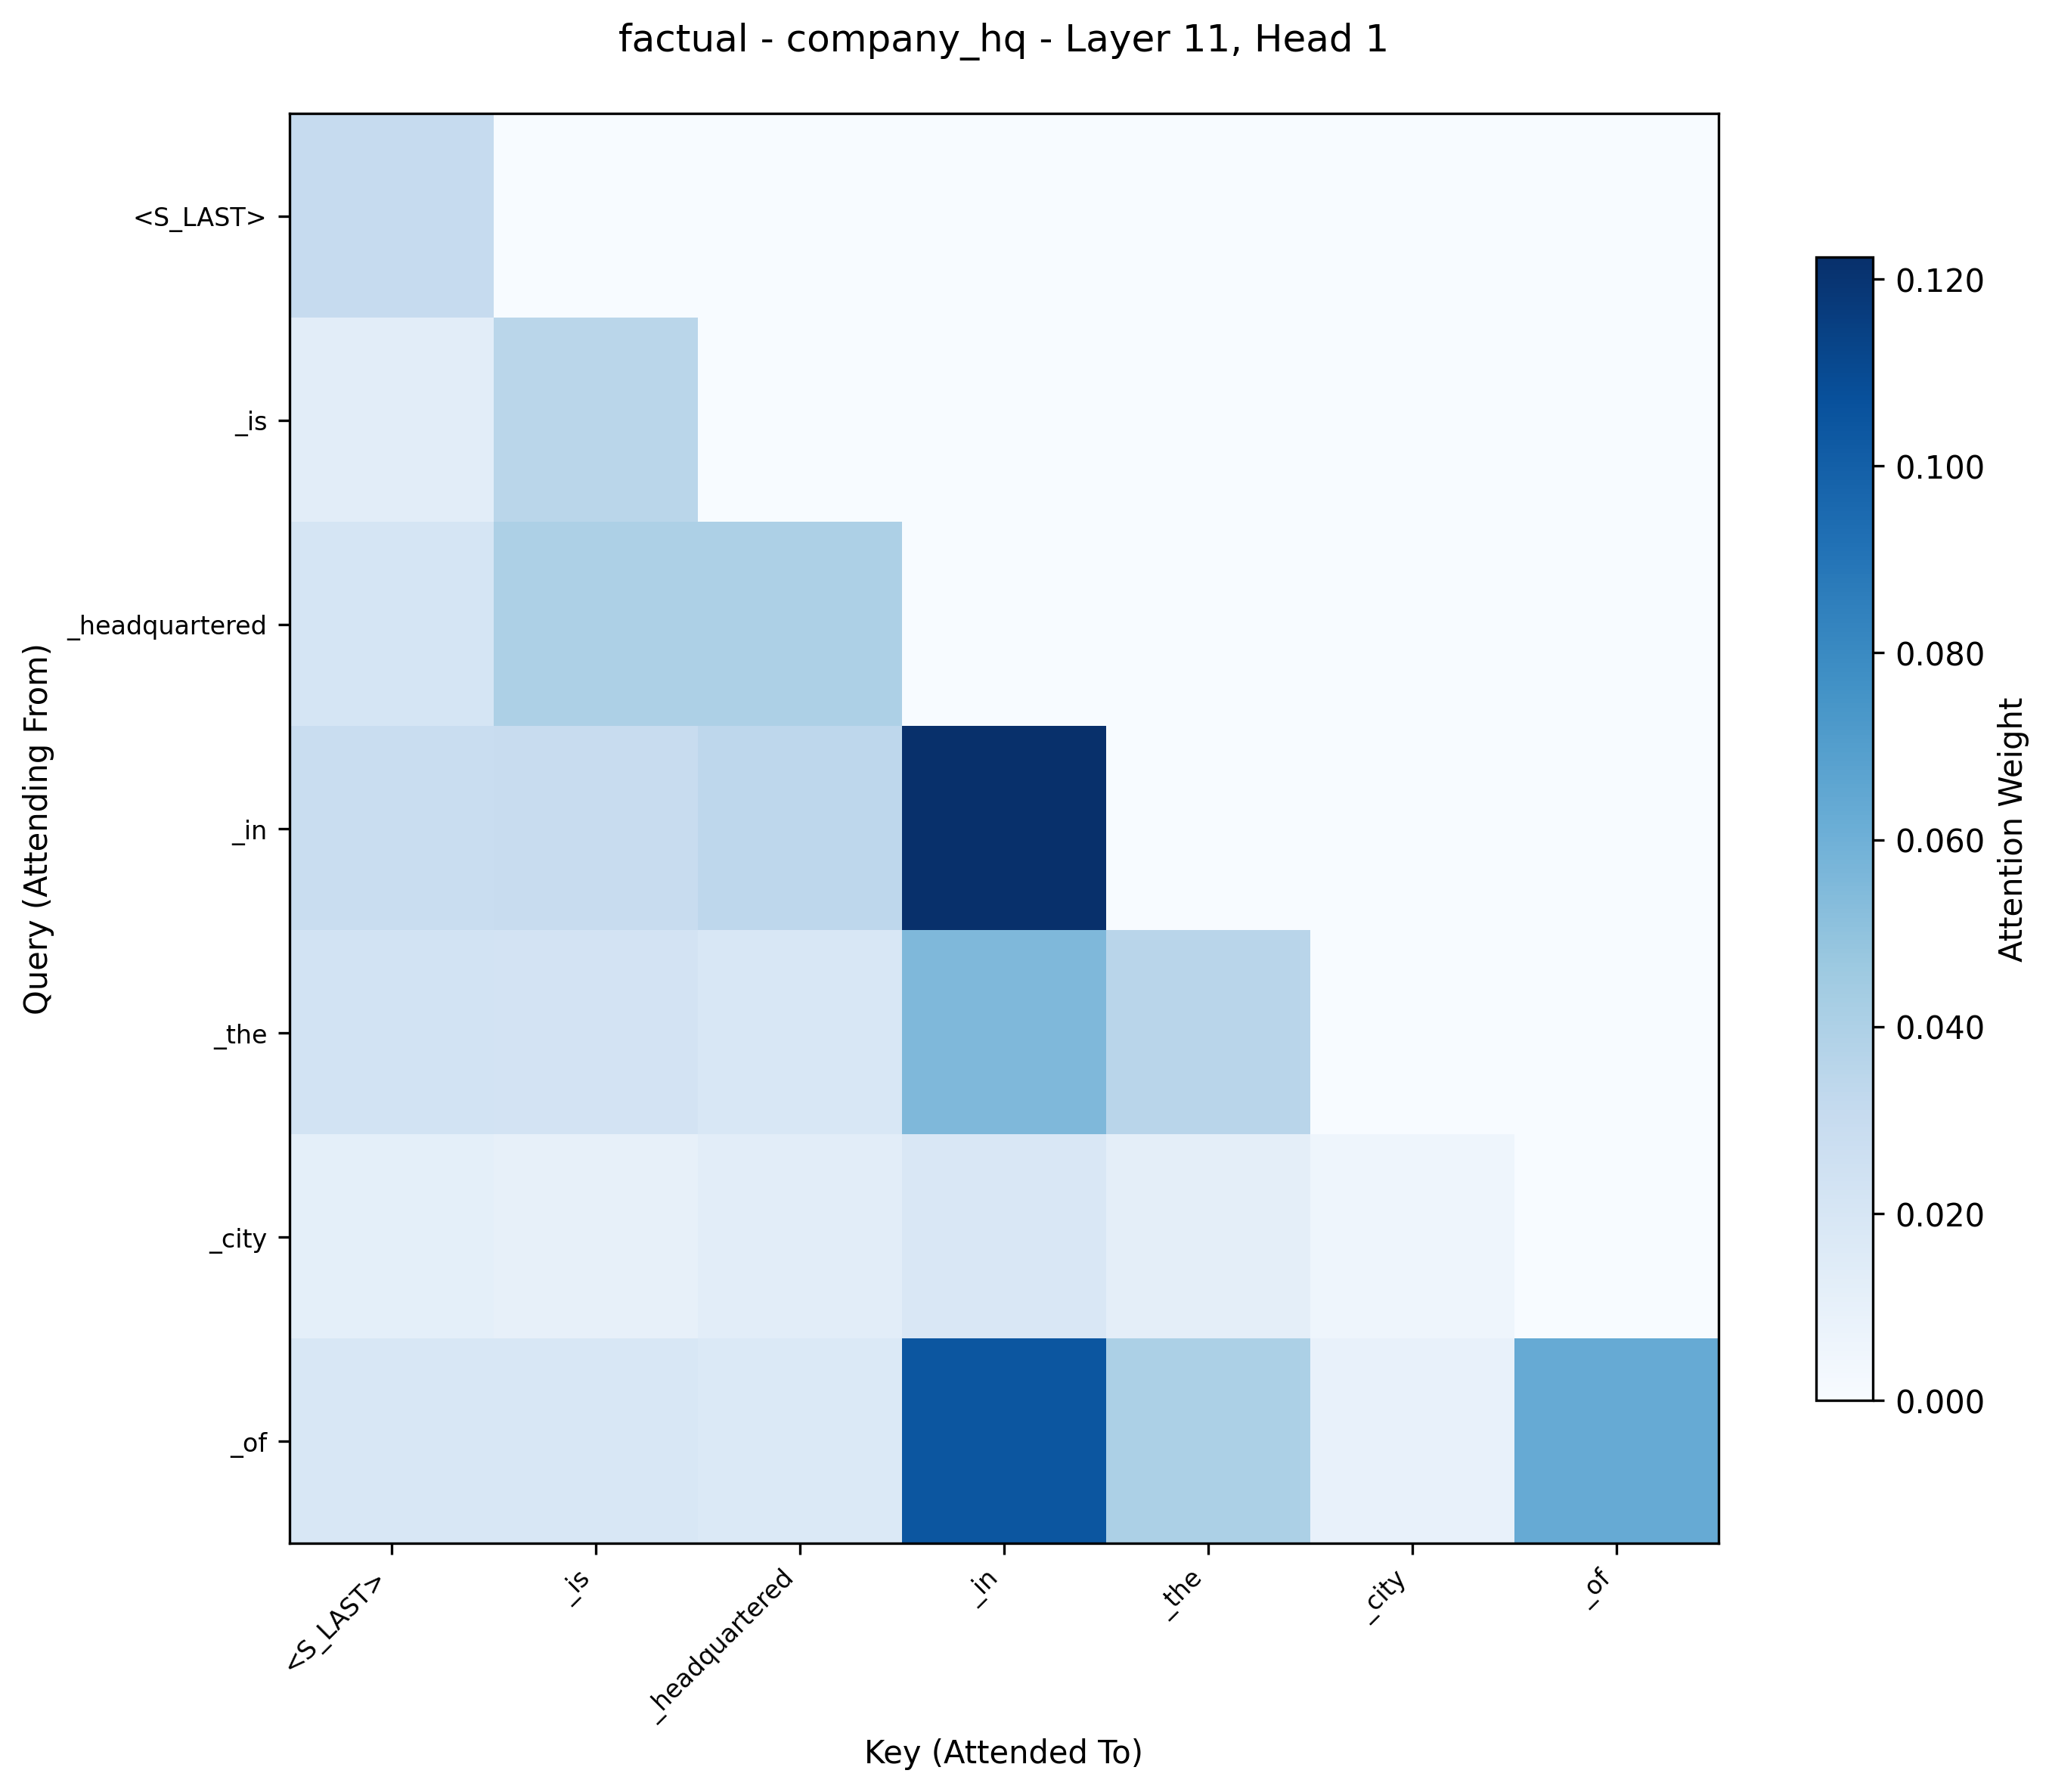 factual - company_hq - Layer 11, Head 1
Query (Attending From)
<S_LAST>
_is
_headquartered
_in
_the
_city
_of
<S_LAST>
_is
_headquartered
_in
_the
_city
_of
Key (Attended To)
0.120
0.100
0.080
0.060
0.040
0.020
0.000
Attention Weight